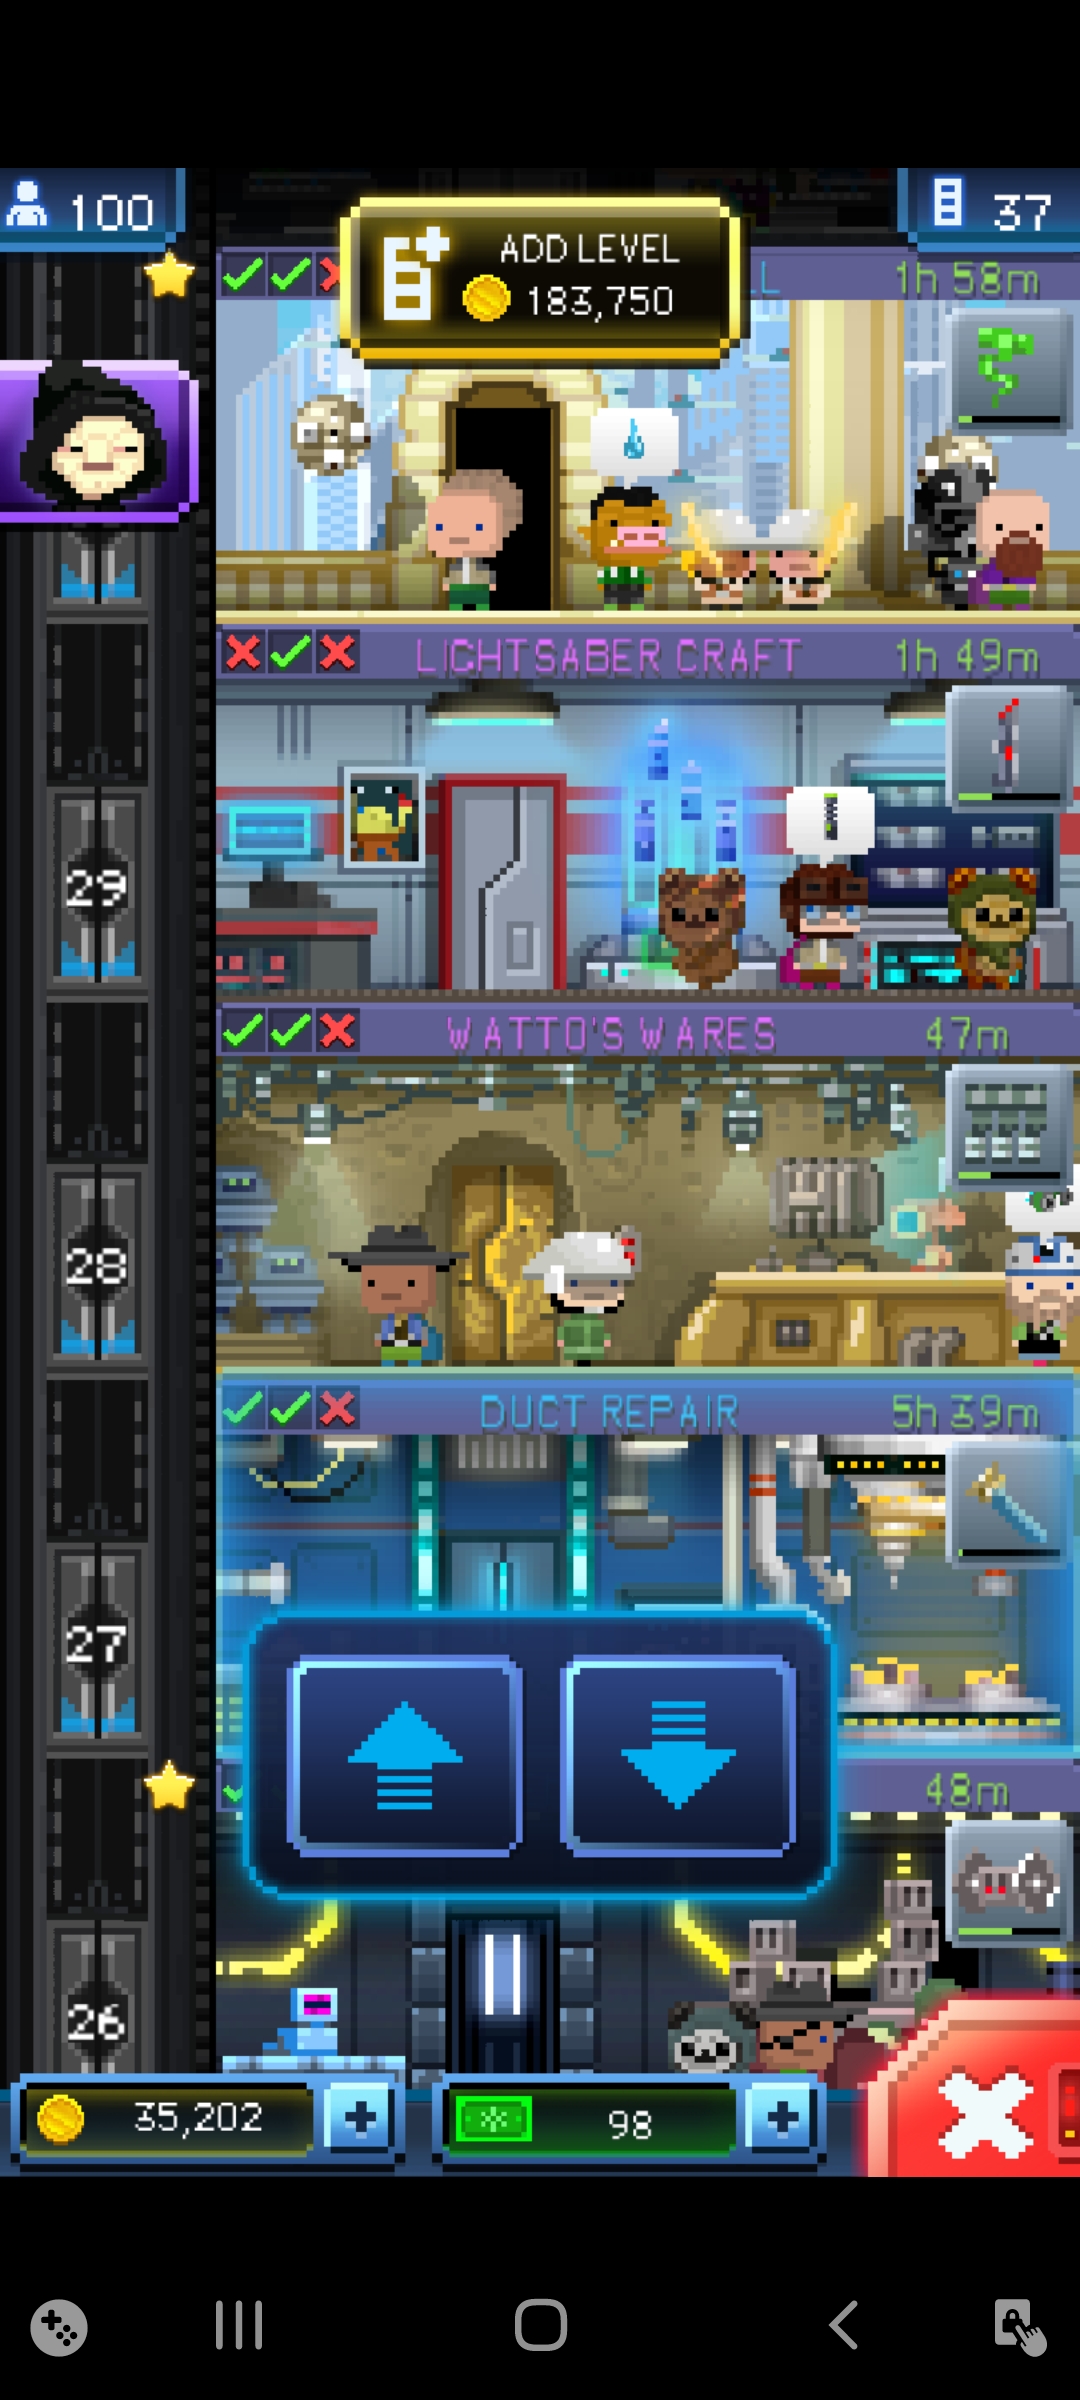 100
37
ADD LEVEL
183,750
1h 58m
LIGHTSABER CRAFT
1h 49m
29
WATTO'S WARES
47m
28
DUCT REPAIR
5h 39m
27
48m
26
35,202
98